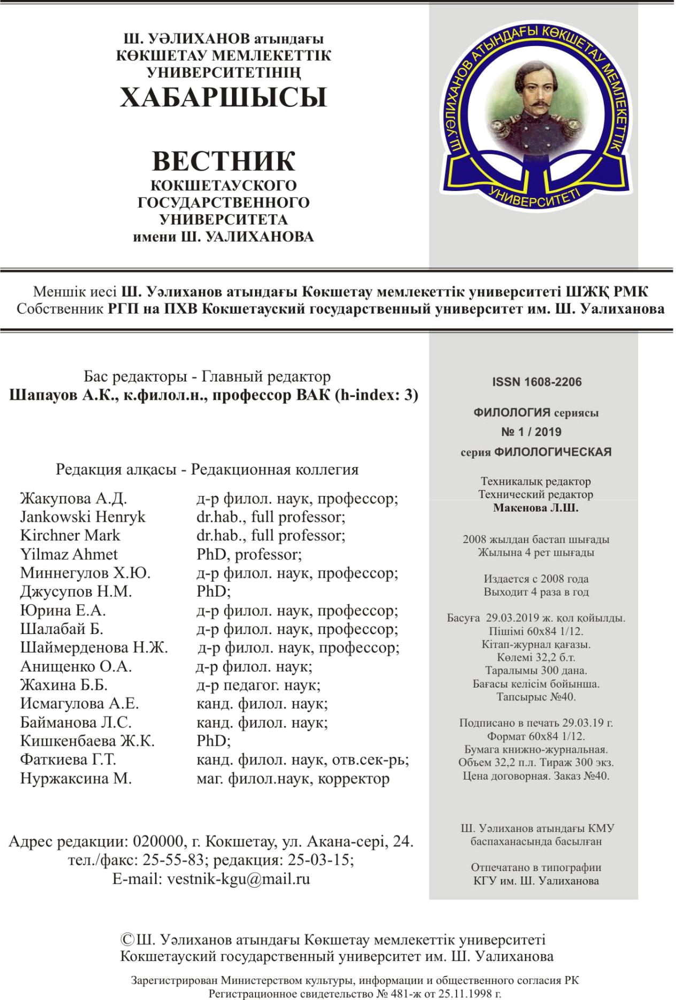 Ш. УӘЛИХАНОВ атындағы
КӨКШЕТАУ МЕМЛЕКЕТТІК
УНИВЕРСИТЕТІНІҢ
ХАБАРШЫСЫ
ВЕСТНИК
КОКШЕТАУСКОГО
ГОСУДАРСТВЕННОГО
УНИВЕРСИТЕТА
имени Ш. УАЛИХАНОВА
Ш.УӘЛИХАНОВ АТЫНДАҒЫ КӨКШЕТАУ МЕМЛЕКЕТТІК
УНИВЕРСИТЕТІ
Меншік иесі Ш. Уәлиханов атындағы Көкшетау мемлекеттік университеті ШЖҚ РМК
Собственник РГП на ПХВ Кокшетауский государственный университет им. Ш. Уалиханова
Бас редакторы - Главный редактор
Шапауов А.К., к.филол.н., профессор ВАК (h-index: 3)
Редакция алқасы - Редакционная коллегия
Жакупова А.Д. д-р филол. наук, профессор;
Jankowski Henryk dr.hab., full professor;
Kirchner Mark dr.hab., full professor;
Yilmaz Ahmet PhD, professor;
Миннегулов Х.Ю. д-р филол. наук, профессор;
Джусупов Н.М. PhD;
Юрина Е.А. д-р филол. наук, профессор;
Шалабай Б. д-р филол. наук, профессор;
Шаймерденова Н.Ж. д-р филол. наук, профессор;
Анищенко О.А. д-р филол. наук;
Жахина Б.Б. д-р педагог. наук;
Исмагулова А.Е. канд. филол. наук;
Байманова Л.С. канд. филол. наук;
Кишкенбаева Ж.К. PhD;
Фаткиева Г.Т. канд. филол. наук, отв.сек-рь;
Нуржаксина М. маг. филол.наук, корректор
Адрес редакции: 020000, г. Кокшетау, ул. Акана-сері, 24.
тел./факс: 25-55-83; редакция: 25-03-15;
E-mail: vestnik-kgu@mail.ru
ISSN 1608-2206
ФИЛОЛОГИЯ сериясы
№ 1 / 2019
серия ФИЛОЛОГИЧЕСКАЯ
Техникалық редактор
Технический редактор
Макенова Л.Ш.
2008 жылдан бастап шығады
Жылына 4 рет шығады
Издается с 2008 года
Выходит 4 раза в год
Басуға 29.03.2019 ж. қол қойылды.
Пішімі 60х84 1/12.
Кітап-журнал қағазы.
Көлемі 32,2 б.т.
Таралымы 300 дана.
Бағасы келісім бойынша.
Тапсырыс №40.
Подписано в печать 29.03.19 г.
Формат 60х84 1/12.
Бумага книжно-журнальная.
Объем 32,2 п.л. Тираж 300 экз.
Цена договорная. Заказ №40.
Ш. Уәлиханов атындағы КМУ
баспаханасында басылған
Отпечатано в типографии
КГУ им. Ш. Уалиханова
©Ш. Уәлиханов атындағы Көкшетау мемлекеттік университеті
Кокшетауский государственный университет им. Ш. Уалиханова
Зарегистрирован Министерством культуры, информации и общественного согласия РК
Регистрационное свидетельство № 481-ж от 25.11.1998 г.